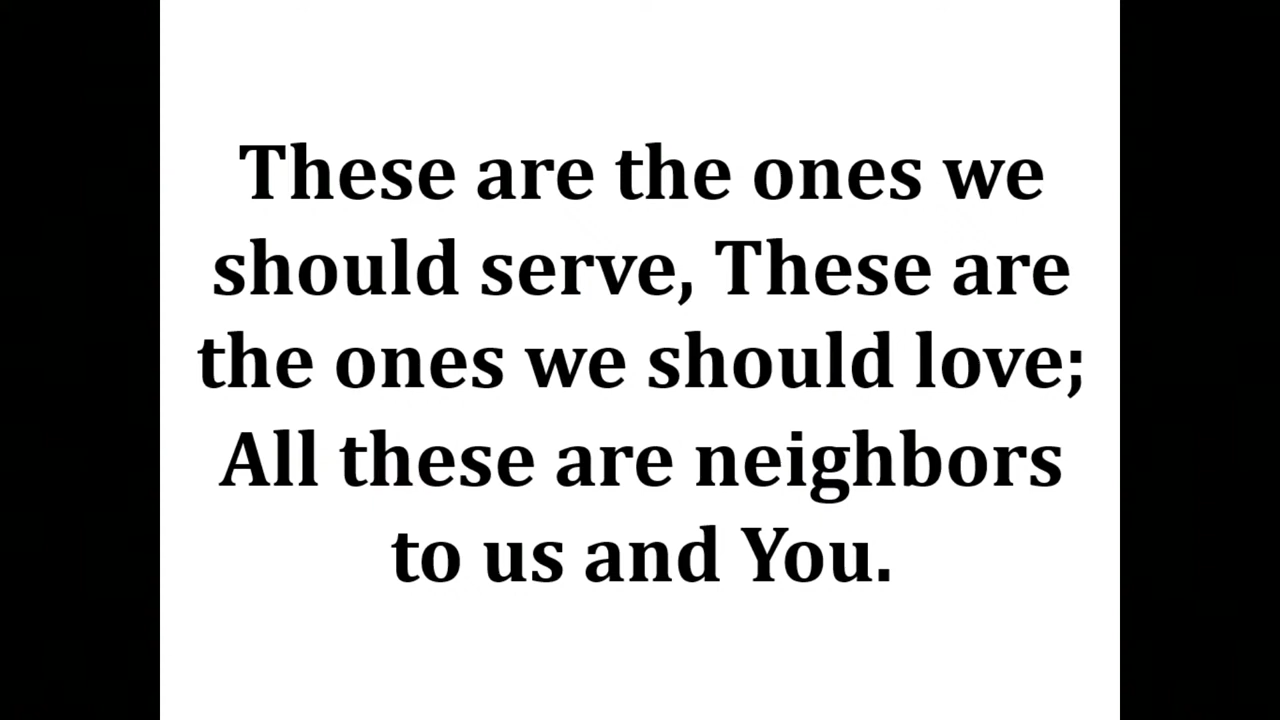 These are the ones we
should serve, These are
the ones we should love;
All these are neighbors
to us and You.